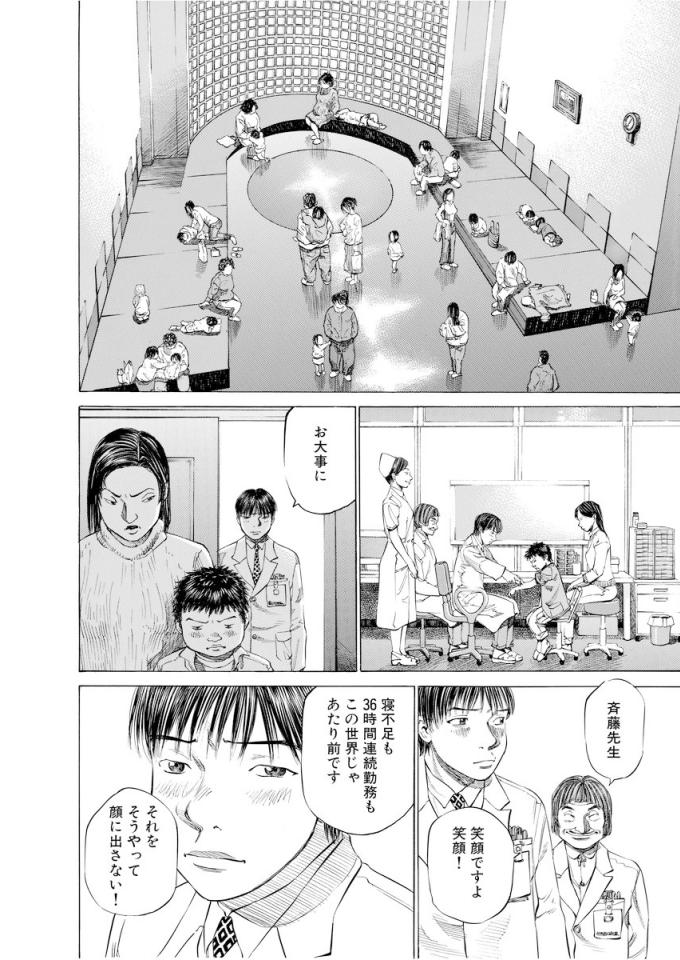 お大事に
斉藤先生
笑顔ですよ
笑顔！
寝不足も
36時間連続勤務も
この世界じゃ
あたり前です
それを
そうやって
顔に出さない！